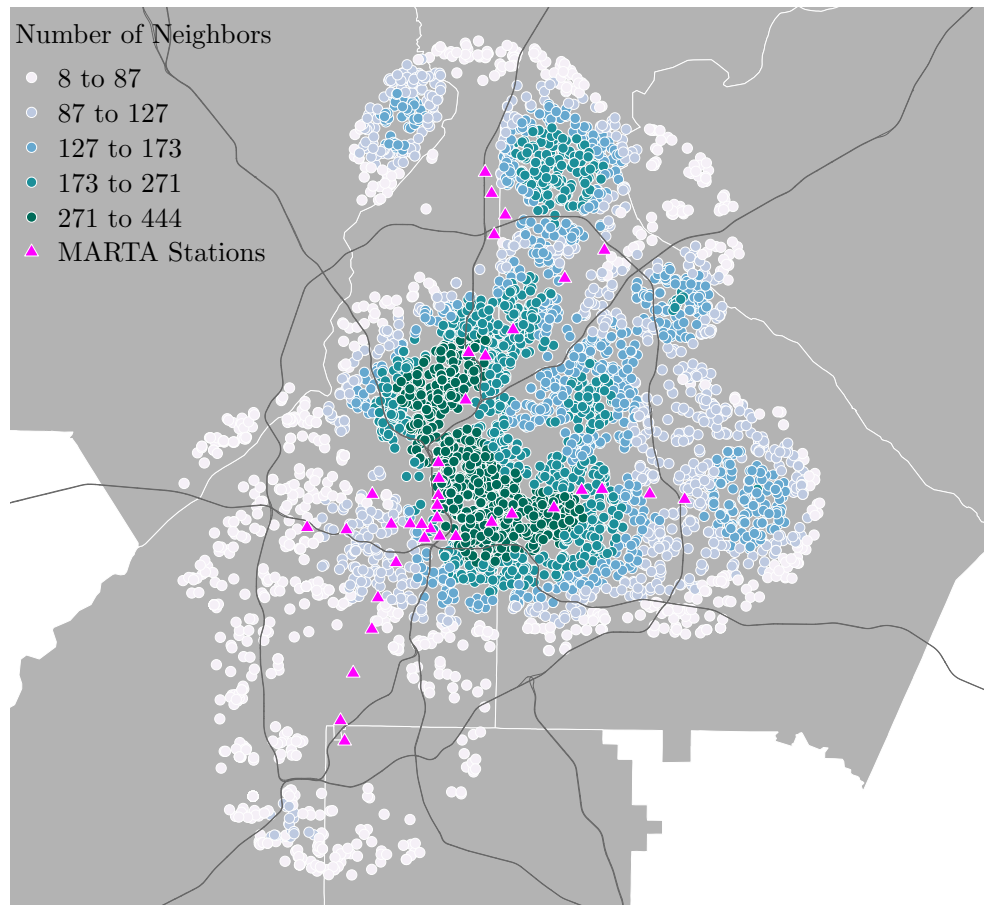 Number of Neighbors
8 to 87
87 to 127
127 to 173
173 to 271
271 to 444
MARTA Stations